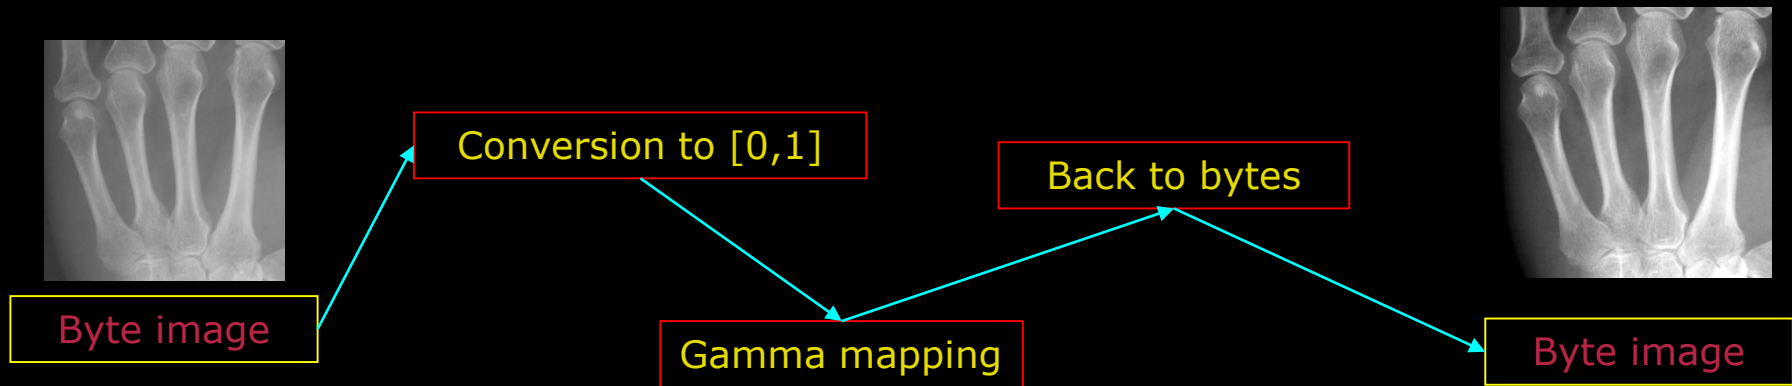 Byte image
Conversion to [0,1]
Gamma mapping
Back to bytes
Byte image